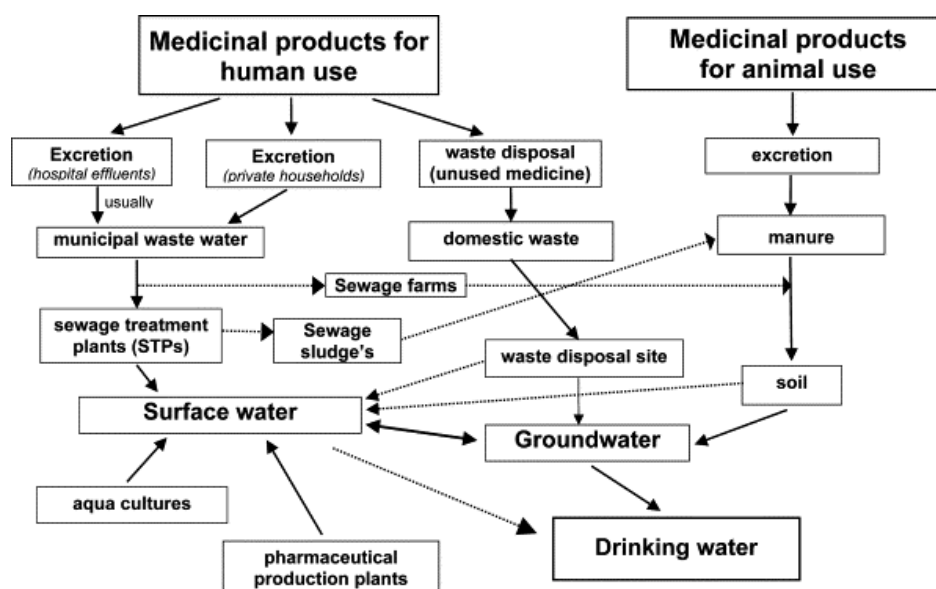 Medicinal products for
human use
Medicinal products
for animal use
Excretion
(hospital effluents)
Excretion
(private households)
waste disposal
(unused medicine)
excretion
usually
municipal waste water
domestic waste
manure
Sewage farms
sewage treatment
plants (STPs)
Sewage
sludge's
waste disposal site
soil
Surface water
Groundwater
aqua cultures
Drinking water
pharmaceutical
production plants